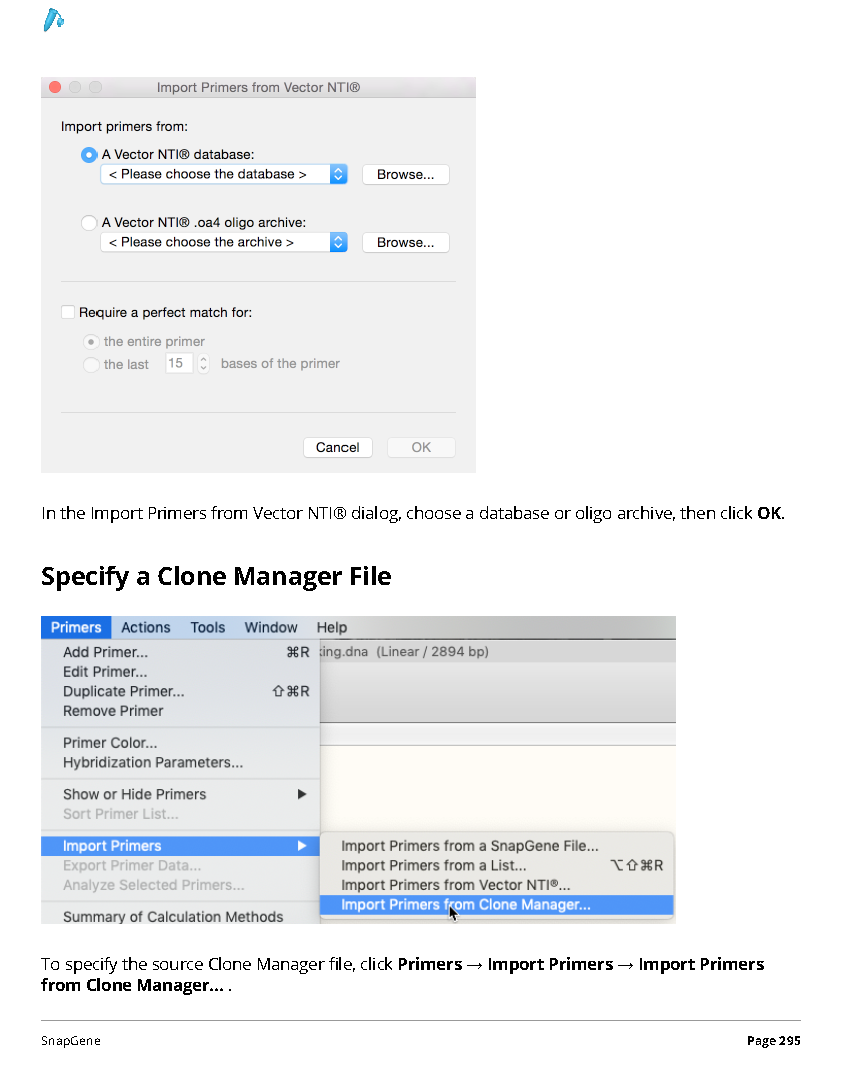 Import Primers from Vector NTI®
Import primers from:
A Vector NTI® database:
< Please choose the database >
Browse...
A Vector NTI® .oa4 oligo archive:
< Please choose the archive >
Browse...
Require a perfect match for:
the entire primer
the last 15 bases of the primer
Cancel OK
In the Import Primers from Vector NTI® dialog, choose a database or oligo archive, then click OK.
Specify a Clone Manager File
Primers Actions Tools Window Help
Add Primer... ⌘R
king.dna (Linear / 2894 bp)
Edit Primer...
Duplicate Primer... ⇧⌘R
Remove Primer
Primer Color...
Hybridization Parameters...
Show or Hide Primers ▶
Sort Primer List...
Import Primers ▶
Export Primer Data...
Analyze Selected Primers...
Summary of Calculation Methods
Import Primers from a SnapGene File...
Import Primers from a List... ⌥⇧⌘R
Import Primers from Vector NTI®...
Import Primers from Clone Manager...
To specify the source Clone Manager file, click Primers → Import Primers → Import Primers
from Clone Manager... .
SnapGene Page 295